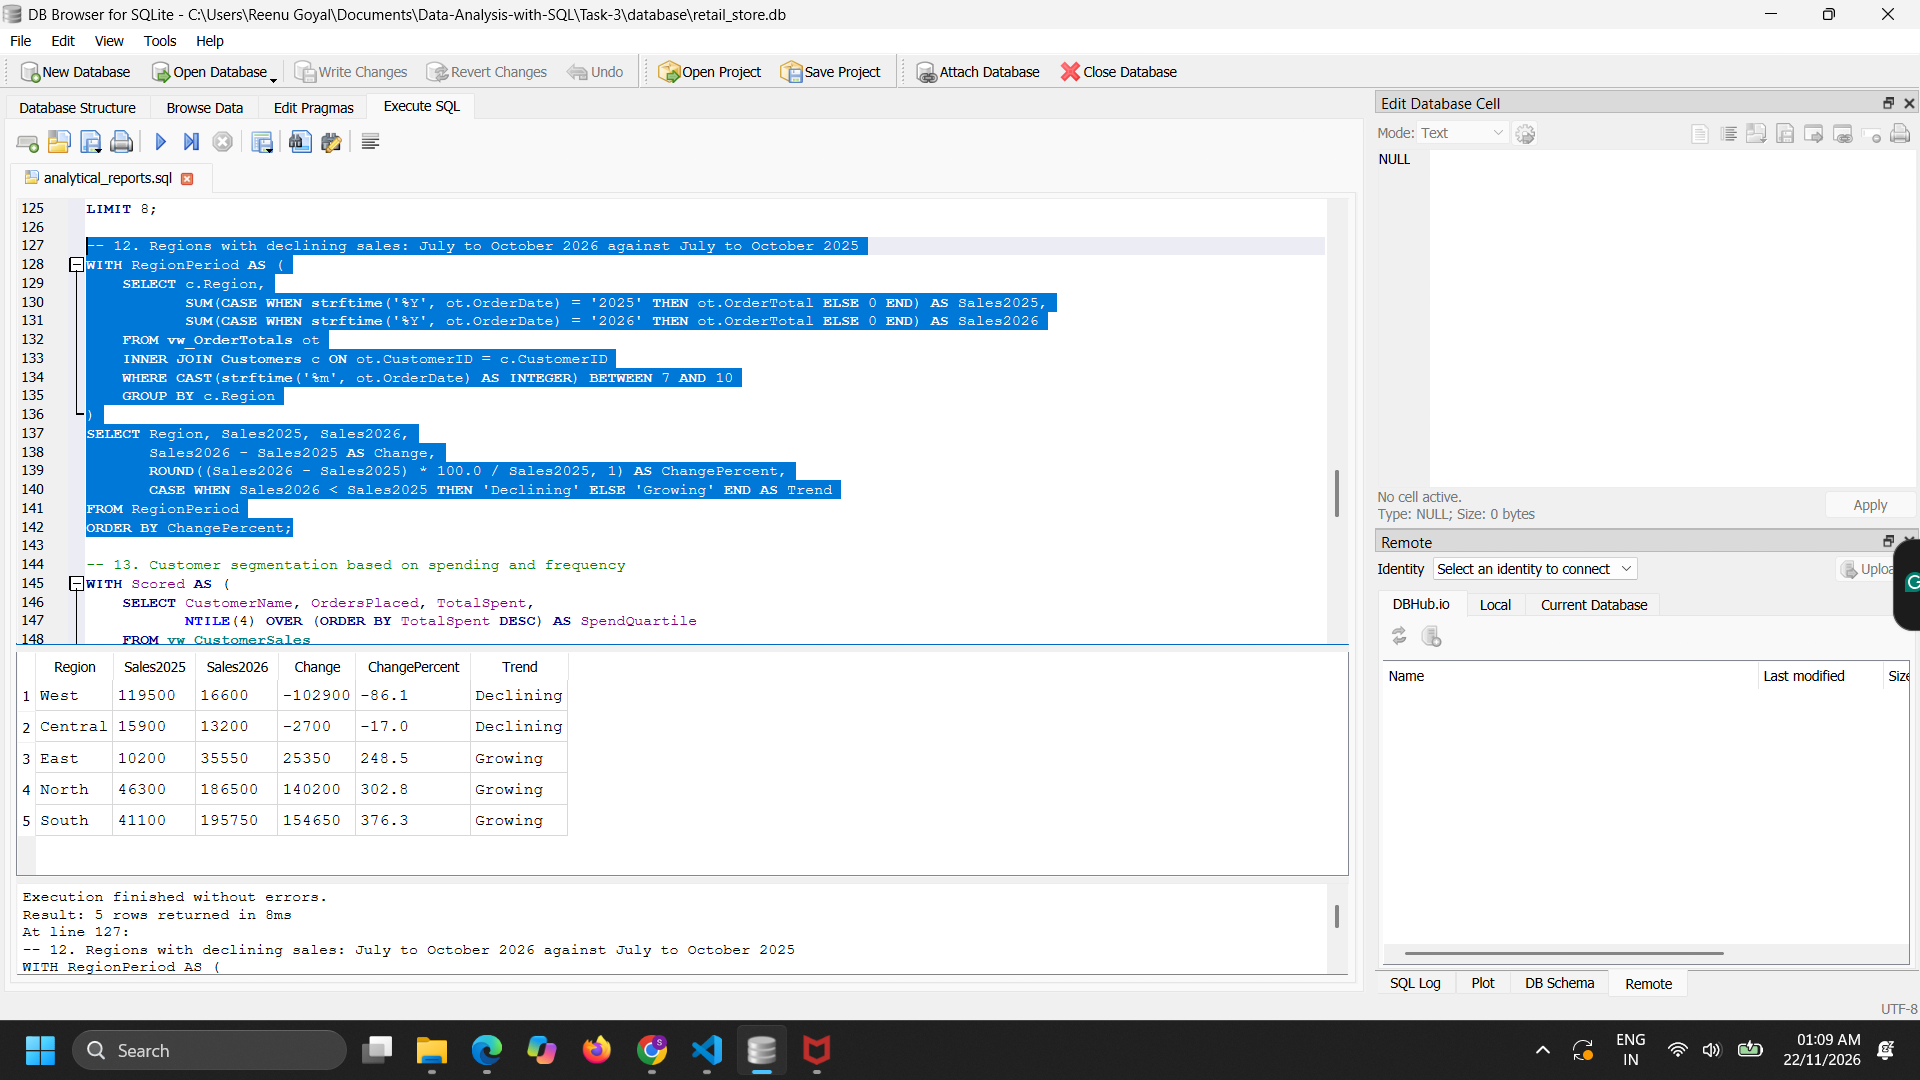 DB Browser for SQLite - C:\Users\Reenu Goyal\Documents\Data-Analysis-with-SQL\Task-3\database\retail_store.db
File Edit View Tools Help
New Database Open Database Write Changes Revert Changes Undo Open Project Save Project Attach Database Close Database
Database Structure Browse Data Edit Pragmas Execute SQL
analytical_reports.sql
125 LIMIT 8;
126
127 -- 12. Regions with declining sales: July to October 2026 against July to October 2025
128 WITH RegionPeriod AS (
129 SELECT c.Region,
130 SUM(CASE WHEN strftime('%Y', ot.OrderDate) = '2025' THEN ot.OrderTotal ELSE 0 END) AS Sales2025,
131 SUM(CASE WHEN strftime('%Y', ot.OrderDate) = '2026' THEN ot.OrderTotal ELSE 0 END) AS Sales2026
132 FROM vw_OrderTotals ot
133 INNER JOIN Customers c ON ot.CustomerID = c.CustomerID
134 WHERE CAST(strftime('%m', ot.OrderDate) AS INTEGER) BETWEEN 7 AND 10
135 GROUP BY c.Region
136 )
137 SELECT Region, Sales2025, Sales2026,
138 Sales2026 - Sales2025 AS Change,
139 ROUND((Sales2026 - Sales2025) * 100.0 / Sales2025, 1) AS ChangePercent,
140 CASE WHEN Sales2026 < Sales2025 THEN 'Declining' ELSE 'Growing' END AS Trend
141 FROM RegionPeriod
142 ORDER BY ChangePercent;
143
144 -- 13. Customer segmentation based on spending and frequency
145 WITH Scored AS (
146 SELECT CustomerName, OrdersPlaced, TotalSpent,
147 NTILE(4) OVER (ORDER BY TotalSpent DESC) AS SpendQuartile
148 FROM vw_CustomerSales
Region Sales2025 Sales2026 Change ChangePercent Trend
1 West 119500 16600 -102900 -86.1 Declining
2 Central 15900 13200 -2700 -17.0 Declining
3 East 10200 35550 25350 248.5 Growing
4 North 46300 186500 140200 302.8 Growing
5 South 41100 195750 154650 376.3 Growing
Execution finished without errors.
Result: 5 rows returned in 8ms
At line 127:
-- 12. Regions with declining sales: July to October 2026 against July to October 2025
WITH RegionPeriod AS (
Edit Database Cell
Mode: Text
NULL
No cell active.
Type: NULL; Size: 0 bytes
Apply
Remote
Identity Select an identity to connect
DBHub.io Local Current Database
Name Last modified
SQL Log Plot DB Schema Remote
UTF-8
Search
ENG
IN
01:09 AM
22/11/2026